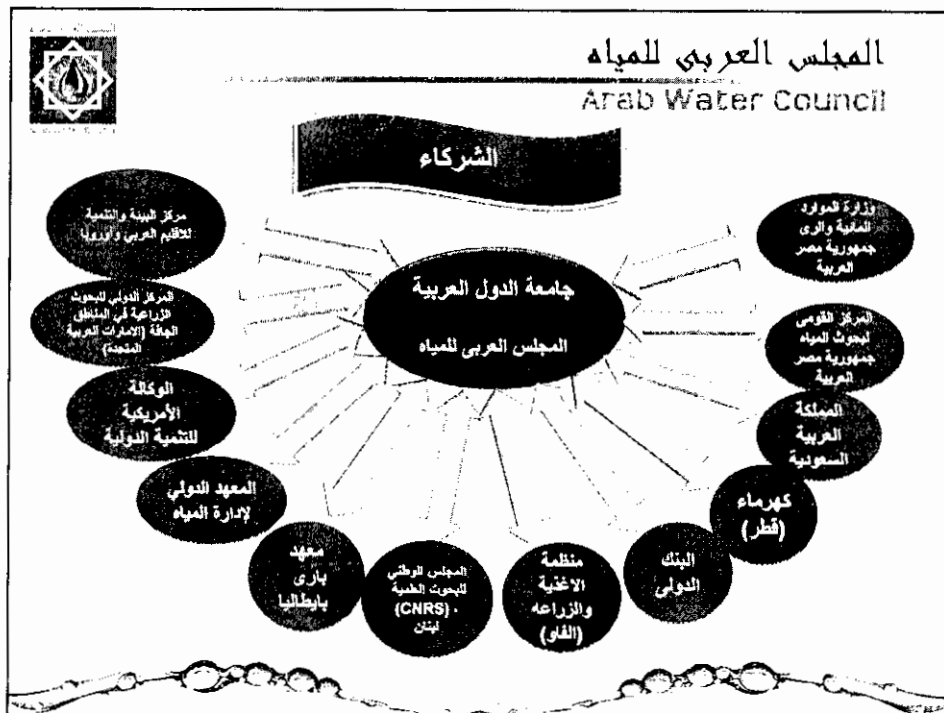 المجلس العربى للمياه
Arab Water Council
الشركاء
جامعة الدول العربية
المجلس العربى للمياه
وزارة الموارد
المائية والرى
جمهورية مصر
العربية
المركز القومى
لبحوث المياه
جمهورية مصر
العربية
المملكة
العربية
السعودية
كهرماء
(قطر)
البنك
الدولى
منظمة
الاغذية
والزراعه
(الفاو)
المجلس الوطني
للبحوث العلمية
(CNRS) -
لبنان
معهد
بارى
بايطاليا
المعهد الدولي
لإدارة المياه
الوكالة
الأمريكية
للتنمية الدولية
المركز الدولي للبحوث
الزراعية في المناطق
الجافة (الامارات العربية
المتحدة)
مركز البيئة والتنمية
للاقليم العربي واوروبا